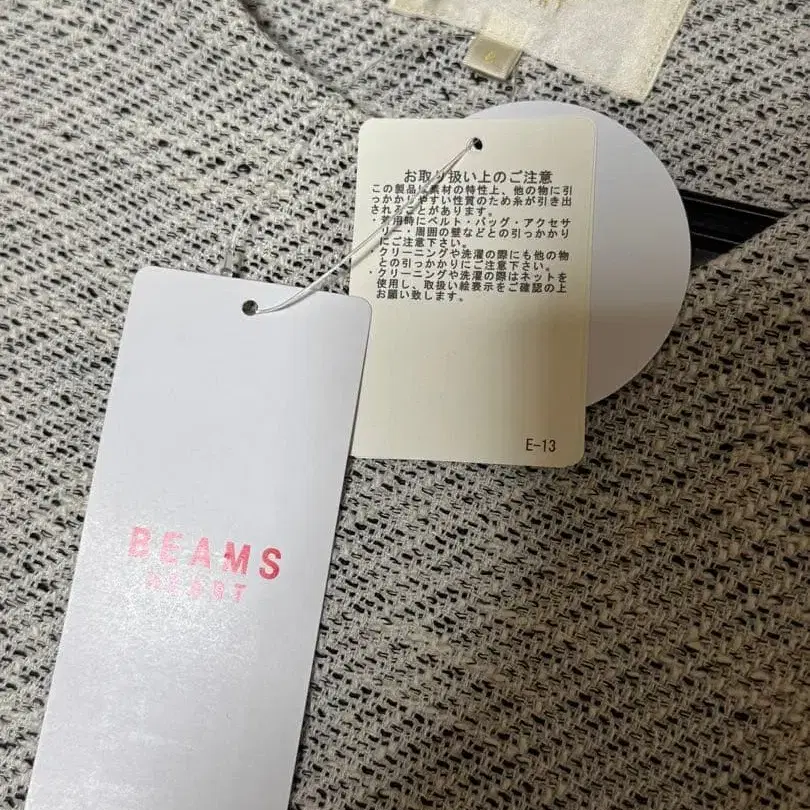 お取り扱い上のご注意
この製品は素材の特性上、他の物に引
っかかりやすい性質のため糸が引き出
されることがあります。
・着用時にベルト・バッグ・アクセサ
リー・周囲の壁などとの引っかかり
にご注意下さい。
クリーニングや洗濯の際にも他の物
との引っかかりにご注意下さい。
・クリーニングや洗濯の際はネットを
使用し、取扱い絵表示をご確認の上
お願い致します。
E-13
BEAMS
HEART